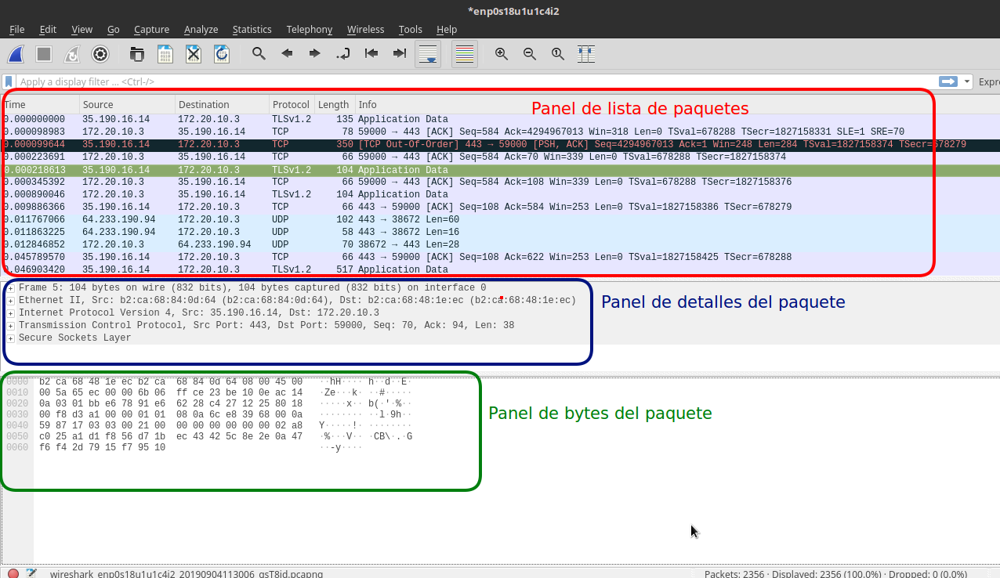 *enp0s18u1u1c4i2
File Edit View Go Capture Analyze Statistics Telephony Wireless Tools Help
Apply a display filter ... <Ctrl-/> Expre
Time Source Destination Protocol Length Info
Panel de lista de paquetes
0.000000000 35.190.16.14 172.20.10.3 TLSv1.2 135 Application Data
0.000098983 172.20.10.3 35.190.16.14 TCP 78 59000 → 443 [ACK] Seq=584 Ack=4294967013 Win=318 Len=0 TSval=678288 TSecr=1827158331 SLE=1 SRE=70
0.000099644 35.190.16.14 172.20.10.3 TCP 350 [TCP Out-Of-Order] 443 → 59000 [PSH, ACK] Seq=4294967013 Ack=1 Win=248 Len=284 TSval=1827158374 TSecr=678279
0.000223691 172.20.10.3 35.190.16.14 TCP 66 59000 → 443 [ACK] Seq=584 Ack=70 Win=339 Len=0 TSval=678288 TSecr=1827158374
0.000218613 35.190.16.14 172.20.10.3 TLSv1.2 104 Application Data
0.000345392 172.20.10.3 35.190.16.14 TCP 66 59000 → 443 [ACK] Seq=584 Ack=108 Win=339 Len=0 TSval=678288 TSecr=1827158376
0.000890046 172.20.10.3 35.190.16.14 TLSv1.2 104 Application Data
0.009886366 35.190.16.14 172.20.10.3 TCP 66 443 → 59000 [ACK] Seq=108 Ack=584 Win=253 Len=0 TSval=1827158386 TSecr=678279
0.011767066 64.233.190.94 172.20.10.3 UDP 102 443 → 38672 Len=60
0.011863225 64.233.190.94 172.20.10.3 UDP 58 443 → 38672 Len=16
0.012846852 172.20.10.3 64.233.190.94 UDP 70 38672 → 443 Len=28
0.045789570 35.190.16.14 172.20.10.3 TCP 66 443 → 59000 [ACK] Seq=108 Ack=622 Win=253 Len=0 TSval=1827158425 TSecr=678288
0.046903420 35.190.16.14 172.20.10.3 TLSv1.2 517 Application Data
Frame 5: 104 bytes on wire (832 bits), 104 bytes captured (832 bits) on interface 0
Ethernet II, Src: b2:ca:68:84:0d:64 (b2:ca:68:84:0d:64), Dst: b2:ca:68:48:1e:ec (b2:ca:68:48:1e:ec)
Panel de detalles del paquete
Internet Protocol Version 4, Src: 35.190.16.14, Dst: 172.20.10.3
Transmission Control Protocol, Src Port: 443, Dst Port: 59000, Seq: 70, Ack: 94, Len: 38
Secure Sockets Layer
0000 b2 ca 68 48 1e ec b2 ca 68 84 0d 64 08 00 45 00 ··hH···· h··d··E·
0010 00 5a 65 ec 00 00 6b 06 ff ce 23 be 10 0e ac 14 ·Ze···k· ··#·····
0020 0a 03 01 bb e6 78 91 e6 62 28 c4 27 12 25 80 18 ·····x·· b(·'·%··
0030 00 f8 d3 a1 00 00 01 01 08 0a 6c e8 39 68 00 0a ········ ··l·9h··
0040 59 87 17 03 03 00 21 00 00 00 00 00 00 00 02 a8 Y·····!· ········
0050 c0 25 a1 d1 f8 56 d7 1b ec 43 42 5c 8e 2e 0a 47 ·%···V·· ·CB\·.·G
0060 f6 f4 2d 79 15 f7 95 10 ··-y····
Panel de bytes del paquete
wireshark_enp0s18u1u1c4i2_20190904113006_gsT8id.pcapng Packets: 2356 · Displayed: 2356 (100.0%) · Dropped: 0 (0.0%)